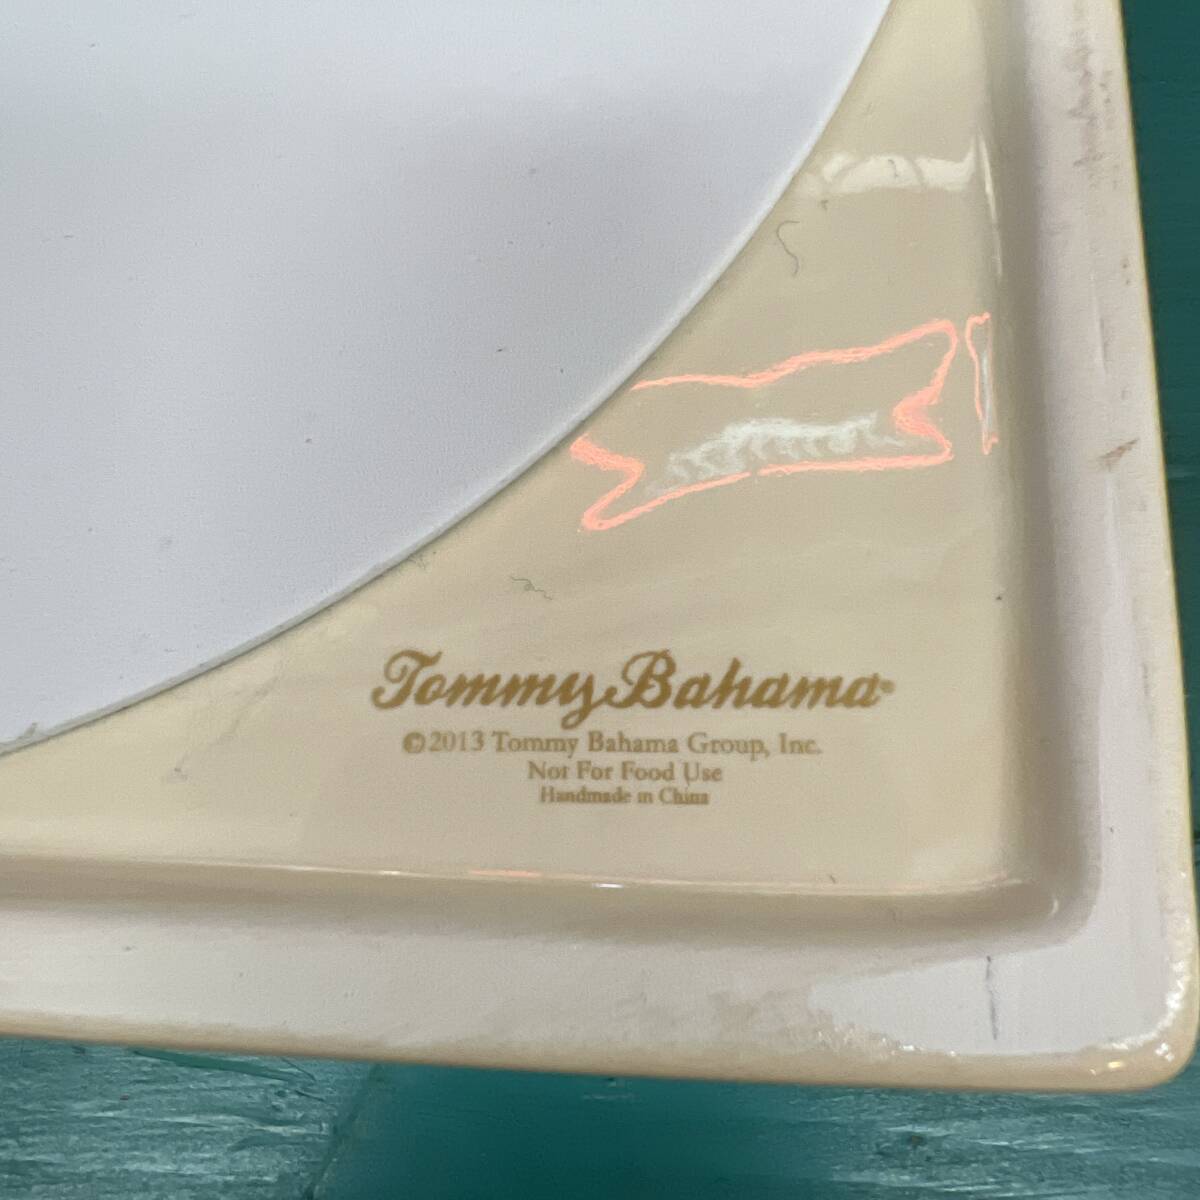 Tommy Bahama®
©2013 Tommy Bahama Group, Inc.
Not For Food Use
Handmade in China